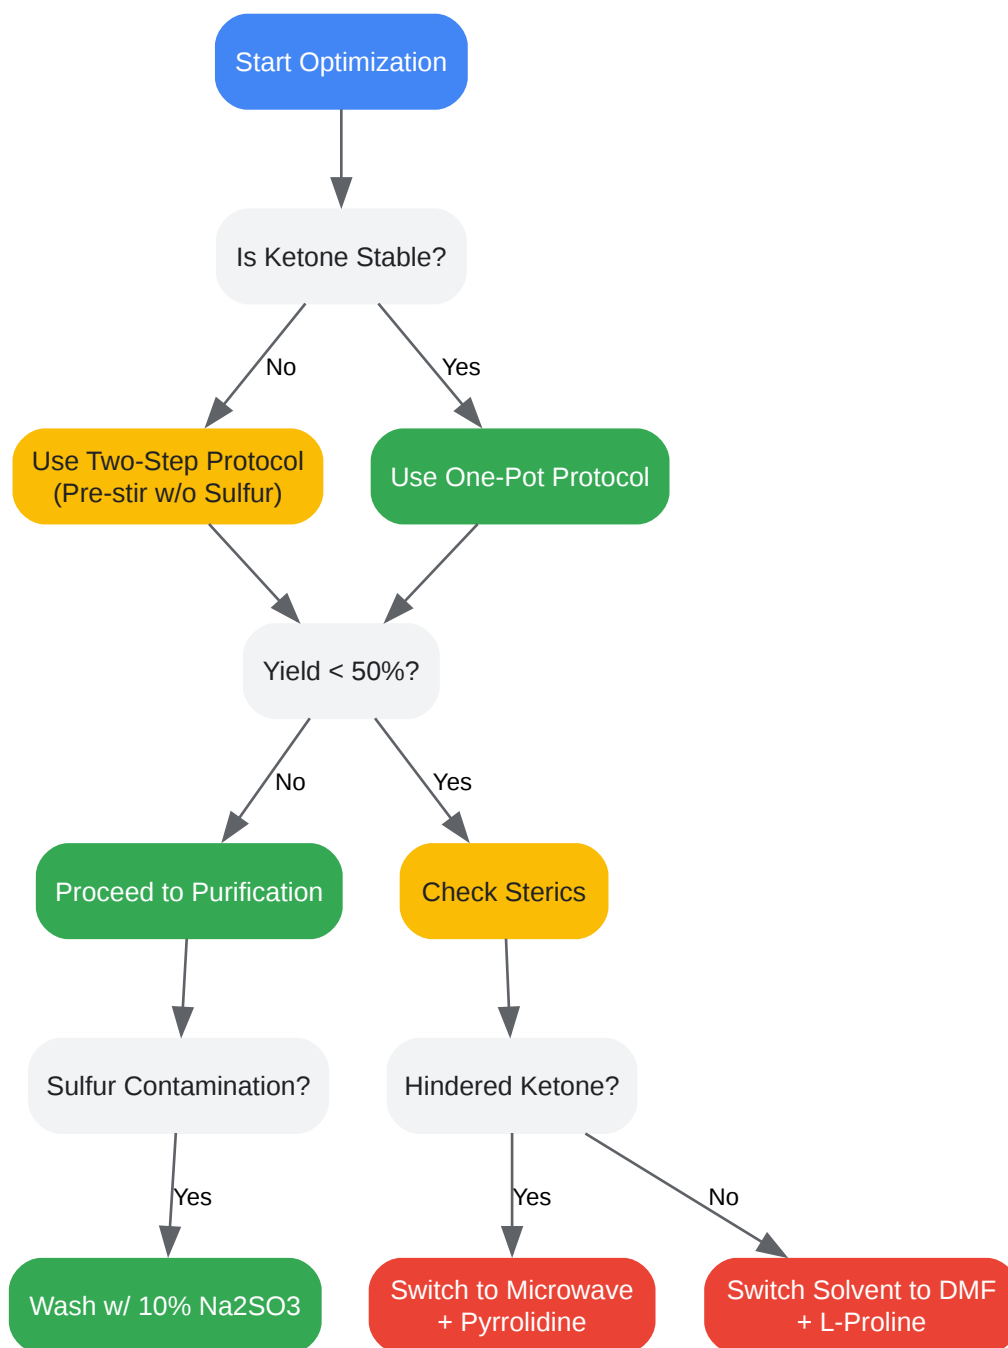 Start Optimization
Is Ketone Stable?
No
Yes
Use Two-Step Protocol
(Pre-stir w/o Sulfur)
Use One-Pot Protocol
Yield < 50%?
No
Yes
Proceed to Purification
Check Sterics
Sulfur Contamination?
Hindered Ketone?
Yes
Yes
No
Wash w/ 10% Na2SO3
Switch to Microwave
+ Pyrrolidine
Switch Solvent to DMF
+ L-Proline